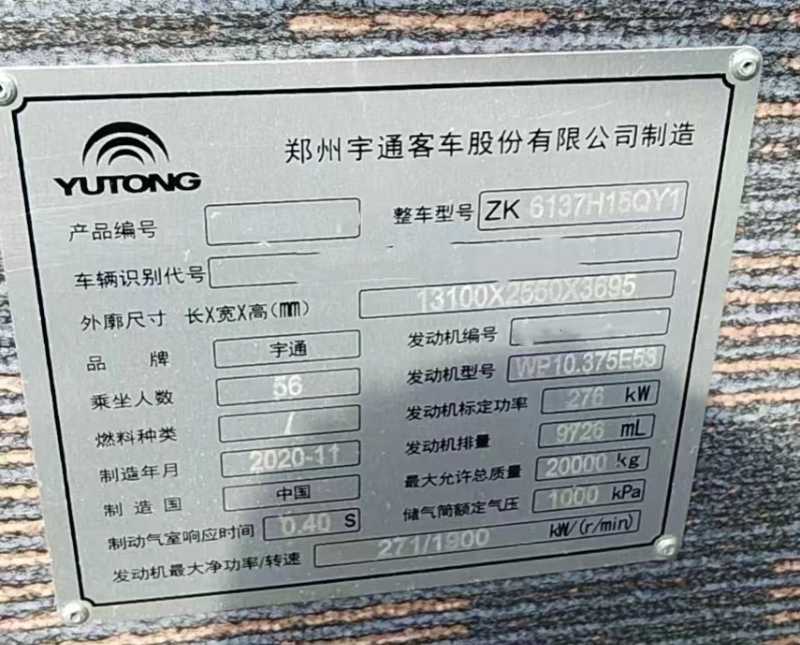 YUTONG
郑州宇通客车股份有限公司制造
产品编号 整车型号 ZK 6137H15QY1
车辆识别代号
外廓尺寸 长X宽X高(mm) 13100X2550X3695
品 牌 宇通 发动机编号
乘坐人数 56 发动机型号 WP10.375E53
燃料种类 / 发动机标定功率 276 kW
制造年月 2020-11 发动机排量 9726 mL
制造国 中国 最大允许总质量 20000 kg
制动气室响应时间 0.40 S 储气筒额定气压 1000 kPa
发动机最大净功率/转速 271/1900 kW/(r/min)